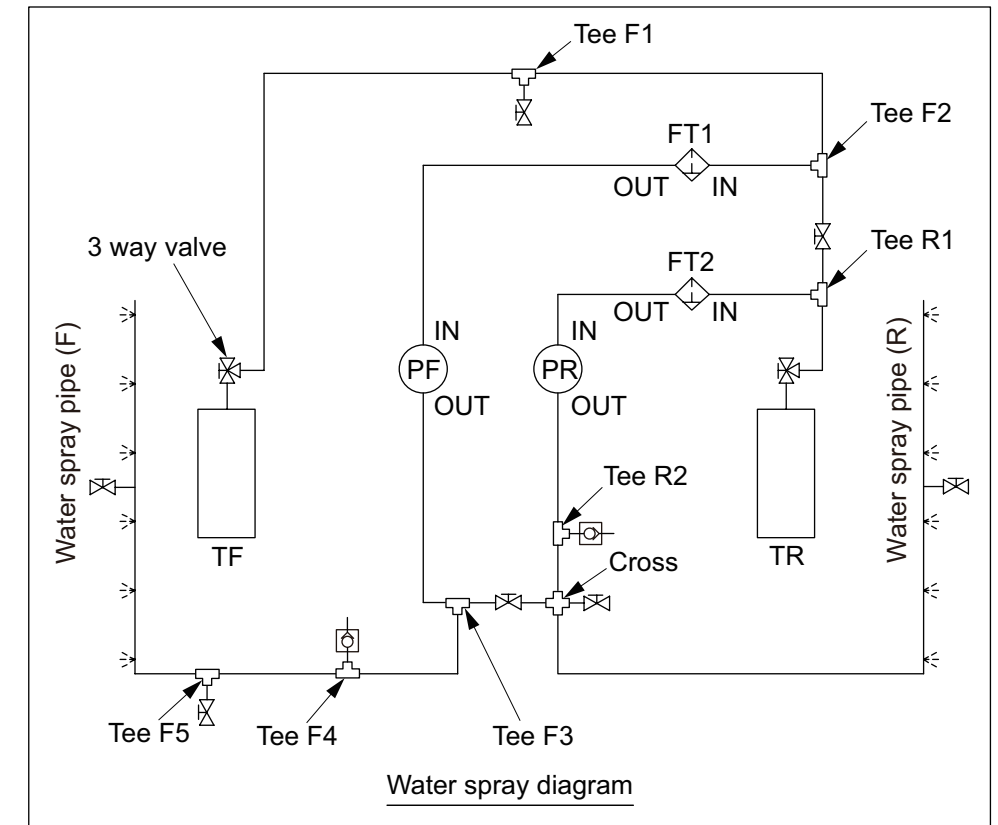 Tee F1
Tee F2
FT1
OUT
IN
3 way valve
Tee R1
FT2
OUT
IN
Water spray pipe (F)
IN
PF
OUT
IN
PR
OUT
Water spray pipe (R)
Tee R2
TF
TR
Cross
Tee F5
Tee F4
Tee F3
Water spray diagram